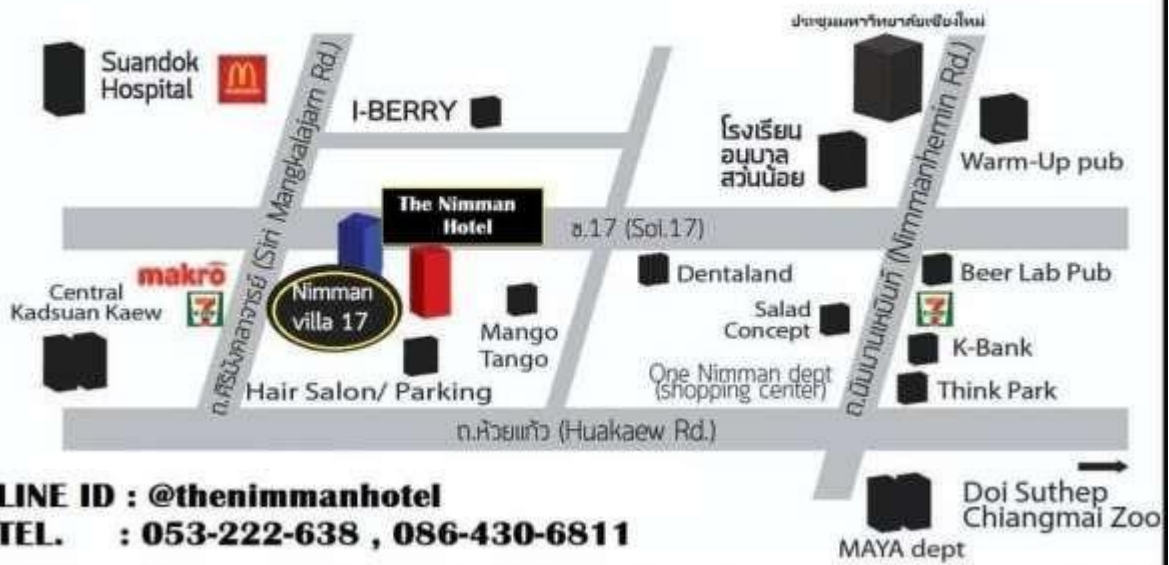 ประชุมมหาวิทยาลัยเชียงใหม่
Suandok
Hospital
I-BERRY
โรงเรียน
อนุบาล
สวนน้อย
Warm-Up pub
ถ.ศิริมังคลาจารย์ (Siri Mangkalajarn Rd.)
ถ.นิมมานเหมินท์ (Nimmanhemin Rd.)
The Nimman
Hotel
ซ.17 (Soi.17)
makro
Central
Kadsuan Kaew
7
Nimman
villa 17
Mango
Tango
Dentaland
Salad
Concept
Beer Lab Pub
7
K-Bank
Think Park
Hair Salon/ Parking
One Nimman dept
(shopping center)
ถ.ห้วยแก้ว (Huakaew Rd.)
LINE ID : @thenimmanhotel
TEL. : 053-222-638 , 086-430-6811
Doi Suthep
Chiangmai Zoo
MAYA dept